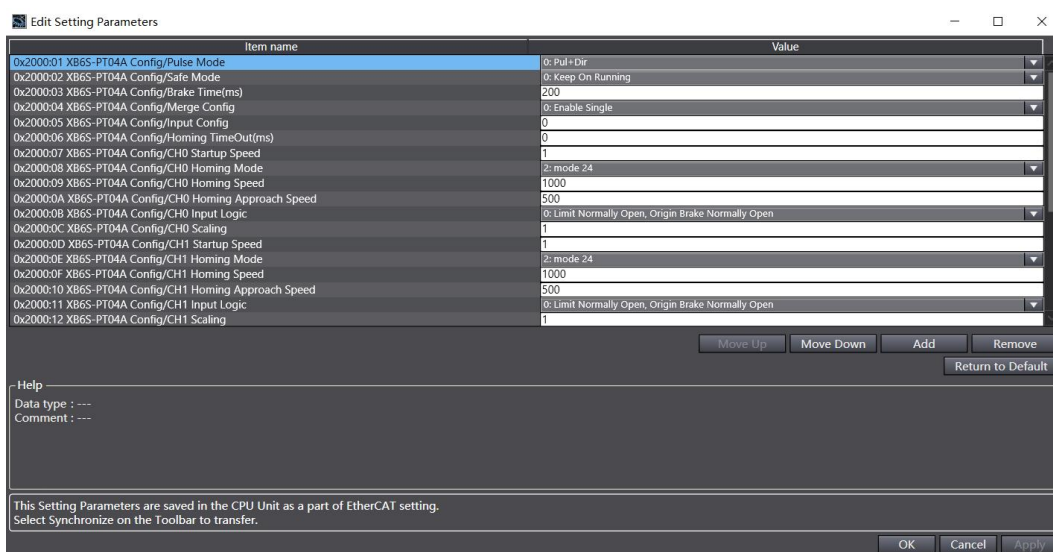 Edit Setting Parameters
Item name Value
0x2000:01 XB6S-PT04A Config/Pulse Mode 0: Pul+Dir
0x2000:02 XB6S-PT04A Config/Safe Mode 0: Keep On Running
0x2000:03 XB6S-PT04A Config/Brake Time(ms) 200
0x2000:04 XB6S-PT04A Config/Merge Config 0: Enable Single
0x2000:05 XB6S-PT04A Config/Input Config 0
0x2000:06 XB6S-PT04A Config/Homing TimeOut(ms) 0
0x2000:07 XB6S-PT04A Config/CH0 Startup Speed 1
0x2000:08 XB6S-PT04A Config/CH0 Homing Mode 2: mode 24
0x2000:09 XB6S-PT04A Config/CH0 Homing Speed 1000
0x2000:0A XB6S-PT04A Config/CH0 Homing Approach Speed 500
0x2000:0B XB6S-PT04A Config/CH0 Input Logic 0: Limit Normally Open, Origin Brake Normally Open
0x2000:0C XB6S-PT04A Config/CH0 Scaling 1
0x2000:0D XB6S-PT04A Config/CH1 Startup Speed 1
0x2000:0E XB6S-PT04A Config/CH1 Homing Mode 2: mode 24
0x2000:0F XB6S-PT04A Config/CH1 Homing Speed 1000
0x2000:10 XB6S-PT04A Config/CH1 Homing Approach Speed 500
0x2000:11 XB6S-PT04A Config/CH1 Input Logic 0: Limit Normally Open, Origin Brake Normally Open
0x2000:12 XB6S-PT04A Config/CH1 Scaling 1
Move Up Move Down Add Remove
Return to Default
Help
Data type : ---
Comment : ---
This Setting Parameters are saved in the CPU Unit as a part of EtherCAT setting.
Select Synchronize on the Toolbar to transfer.
OK Cancel Apply